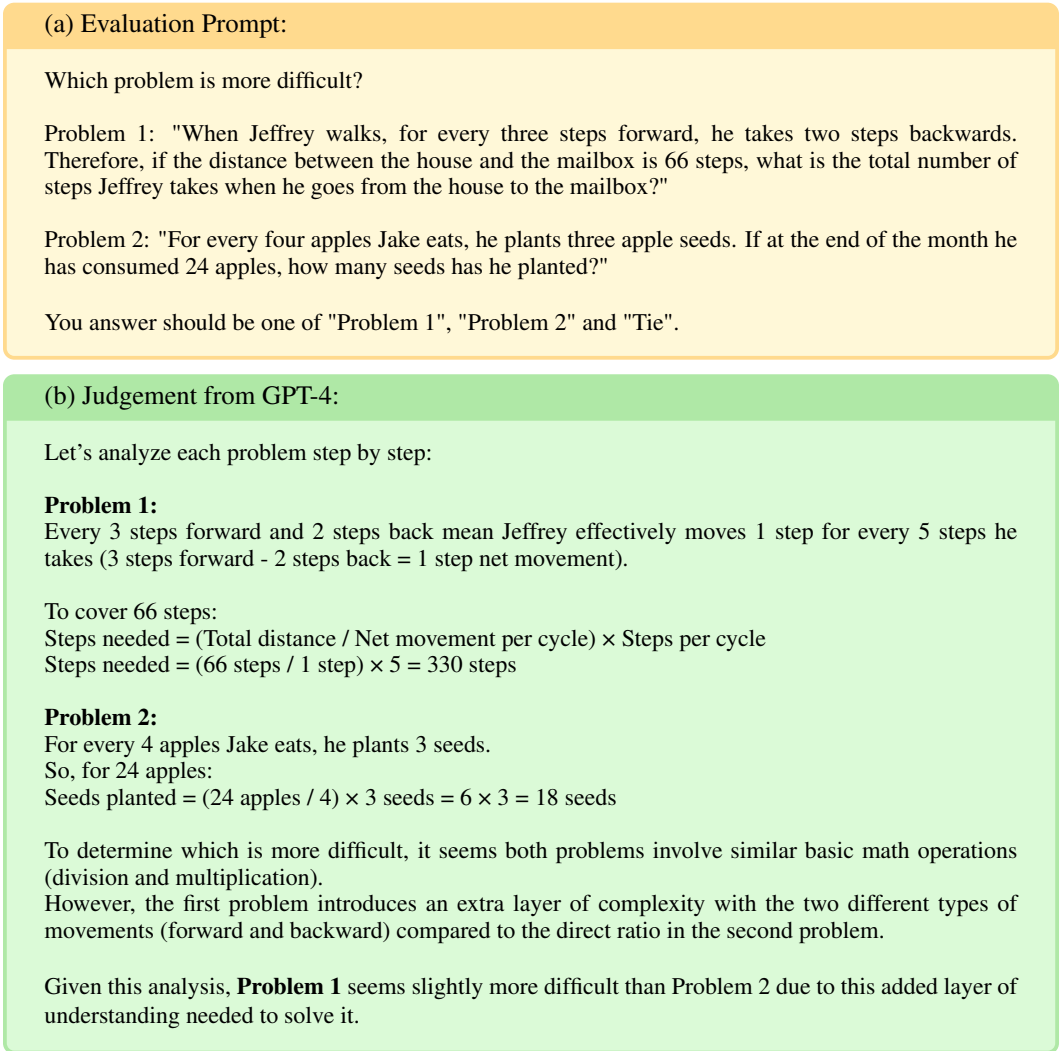 (a) Evaluation Prompt:
Which problem is more difficult?
Problem 1: "When Jeffrey walks, for every three steps forward, he takes two steps backwards.
Therefore, if the distance between the house and the mailbox is 66 steps, what is the total number of
steps Jeffrey takes when he goes from the house to the mailbox?"
Problem 2: "For every four apples Jake eats, he plants three apple seeds. If at the end of the month he
has consumed 24 apples, how many seeds has he planted?"
You answer should be one of "Problem 1", "Problem 2" and "Tie".
(b) Judgement from GPT-4:
Let's analyze each problem step by step:
Problem 1:
Every 3 steps forward and 2 steps back mean Jeffrey effectively moves 1 step for every 5 steps he
takes (3 steps forward - 2 steps back = 1 step net movement).
To cover 66 steps:
Steps needed = (Total distance / Net movement per cycle) × Steps per cycle
Steps needed = (66 steps / 1 step) × 5 = 330 steps
Problem 2:
For every 4 apples Jake eats, he plants 3 seeds.
So, for 24 apples:
Seeds planted = (24 apples / 4) × 3 seeds = 6 × 3 = 18 seeds
To determine which is more difficult, it seems both problems involve similar basic math operations
(division and multiplication).
However, the first problem introduces an extra layer of complexity with the two different types of
movements (forward and backward) compared to the direct ratio in the second problem.
Given this analysis, Problem 1 seems slightly more difficult than Problem 2 due to this added layer of
understanding needed to solve it.